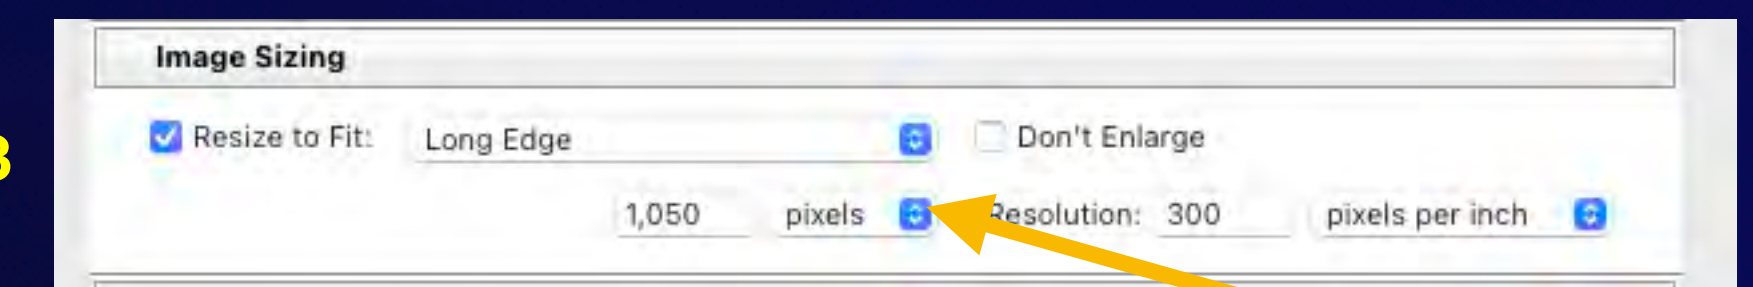 Image Sizing
Resize to Fit: Long Edge Don't Enlarge
1,050 pixels Resolution: 300 pixels per inch